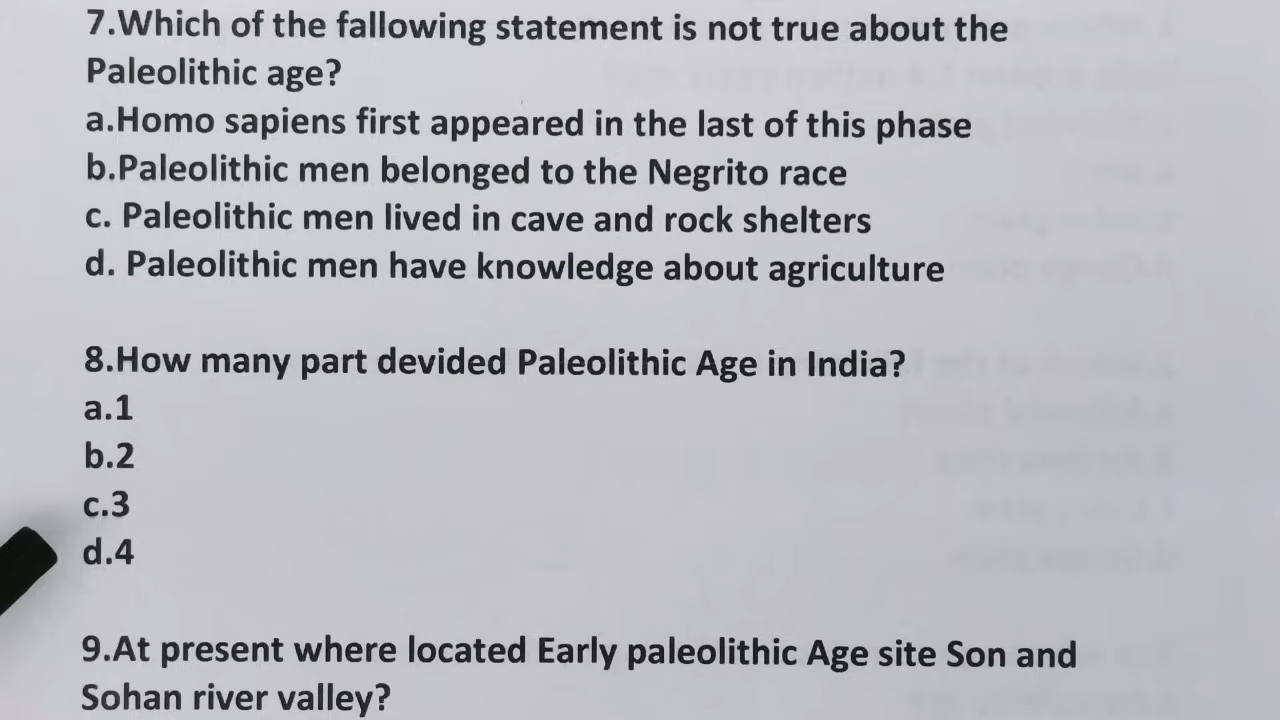 7.Which of the fallowing statement is not true about the
Paleolithic age?
a.Homo sapiens first appeared in the last of this phase
b.Paleolithic men belonged to the Negrito race
c. Paleolithic men lived in cave and rock shelters
d. Paleolithic men have knowledge about agriculture
8.How many part devided Paleolithic Age in India?
a.1
b.2
c.3
d.4
9.At present where located Early paleolithic Age site Son and
Sohan river valley?